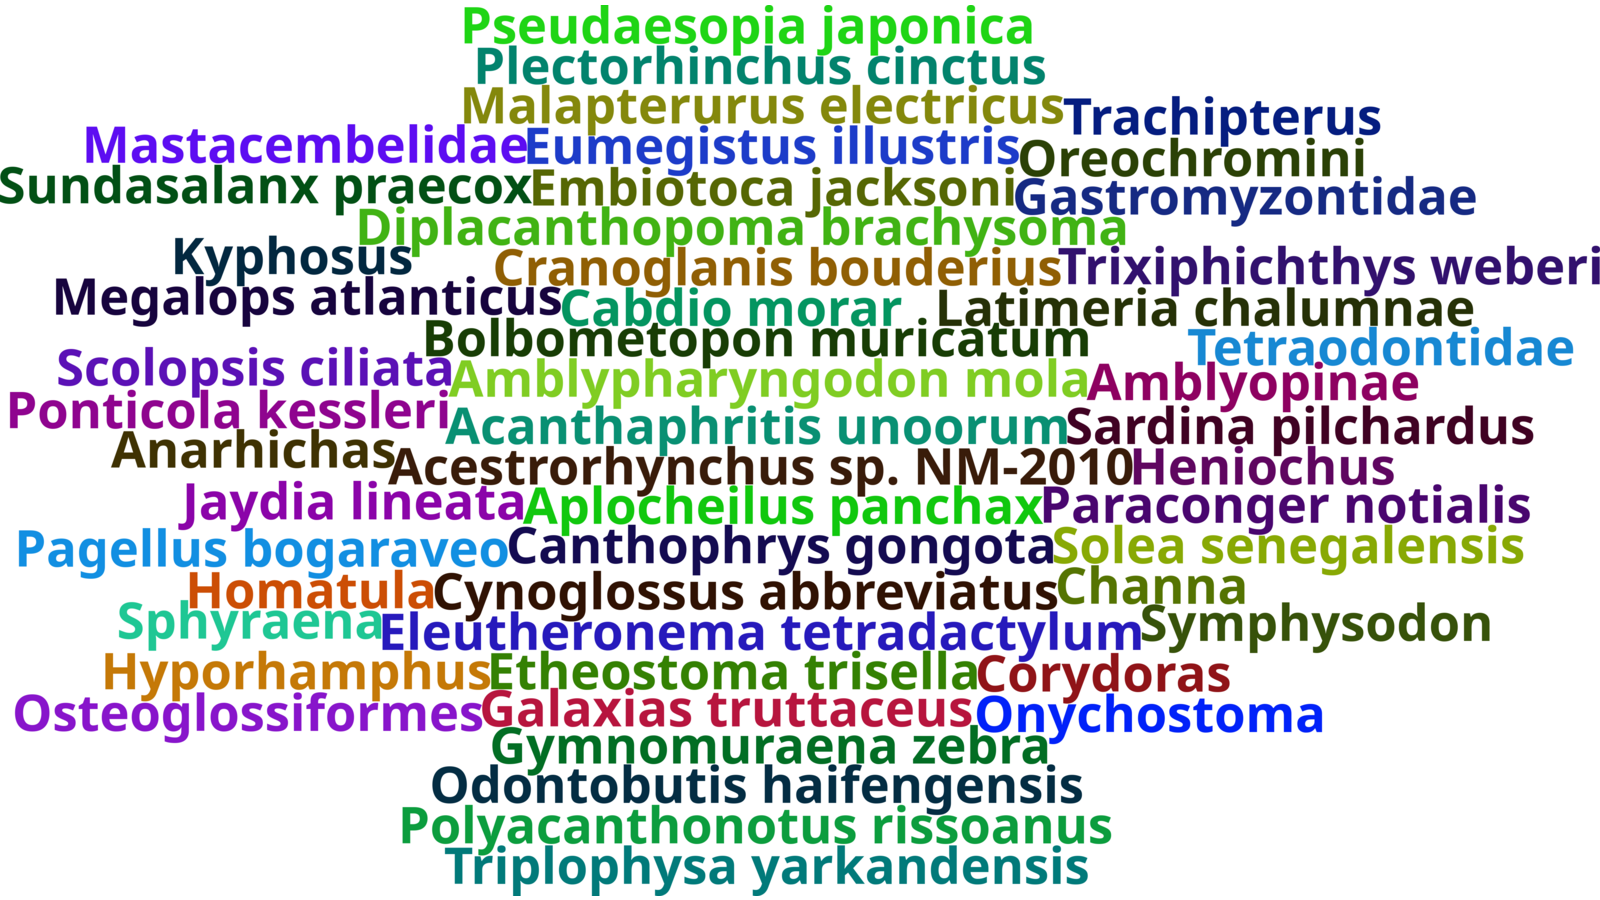 Pseudaesopia japonica
Plectorhinchus cinctus
Malapterurus electricus
Trachipterus
Mastacembelidae
Eumegistus illustris
Oreochromini
Sundasalanx praecox
Embiotoca jacksoni
Gastromyzontidae
Diplacanthopoma brachysoma
Kyphosus
Cranoglanis bouderius
Trixiphichthys weberi
Megalops atlanticus
Cabdio morar
Latimeria chalumnae
Bolbometopon muricatum
Tetraodontidae
Scolopsis ciliata
Amblypharyngodon mola
Amblyopinae
Ponticola kessleri
Acanthaphritis unoorum
Sardina pilchardus
Anarhichas
Acestrorhynchus sp. NM-2010
Heniochus
Jaydia lineata
Aplocheilus panchax
Paraconger notialis
Pagellus bogaraveo
Canthophrys gongota
Solea senegalensis
Homatula
Cynoglossus abbreviatus
Channa
Sphyraena
Eleutheronema tetradactylum
Symphysodon
Hyporhamphus
Etheostoma trisella
Corydoras
Osteoglossiformes
Galaxias truttaceus
Onychostoma
Gymnomuraena zebra
Odontobutis haifengensis
Polyacanthonotus rissoanus
Triplophysa yarkandensis